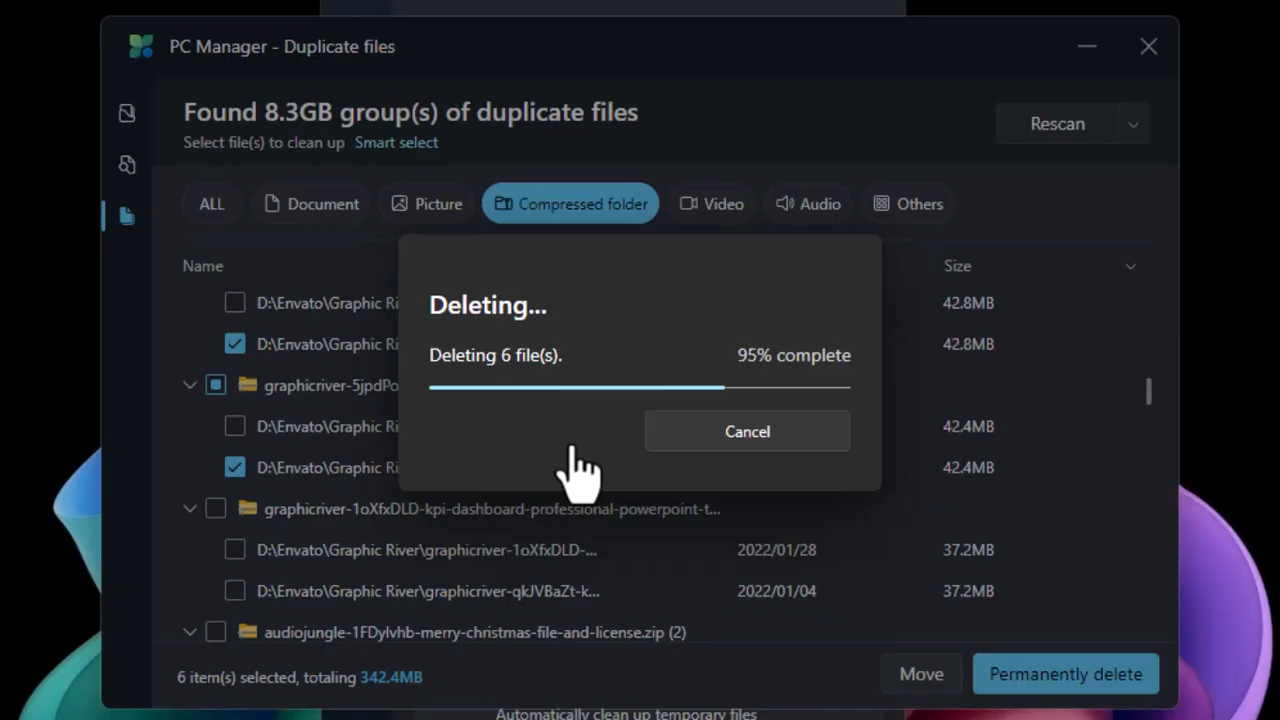 PC Manager - Duplicate files
Found 8.3GB group(s) of duplicate files
Select file(s) to clean up Smart select
Rescan
ALL Document Picture Compressed folder Video Audio Others
Name Size
D:\Envato\Graphic Ri 42.8MB
D:\Envato\Graphic Ri 42.8MB
Deleting...
Deleting 6 file(s). 95% complete
Cancel
graphicriver-5jpdPo
D:\Envato\Graphic Ri 42.4MB
D:\Envato\Graphic Ri 42.4MB
graphicriver-1oXfxDLD-kpi-dashboard-professional-powerpoint-t...
D:\Envato\Graphic River\graphicriver-1oXfxDLD-... 2022/01/28 37.2MB
D:\Envato\Graphic River\graphicriver-qkJVBaZt-k... 2022/01/04 37.2MB
audiojungle-1FDylvhb-merry-christmas-file-and-license.zip (2)
6 item(s) selected, totaling 342.4MB
Move Permanently delete
Automatically clean up temporary files